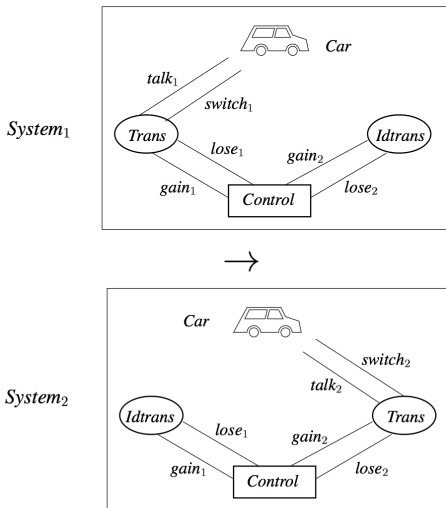 Car
talk₁
switch₁
System₁
Trans
Idtrans
lose₁
gain₂
gain₁
lose₂
Control
→
Car
switch₂
talk₂
System₂
Idtrans
Trans
lose₁
gain₂
gain₁
lose₂
Control